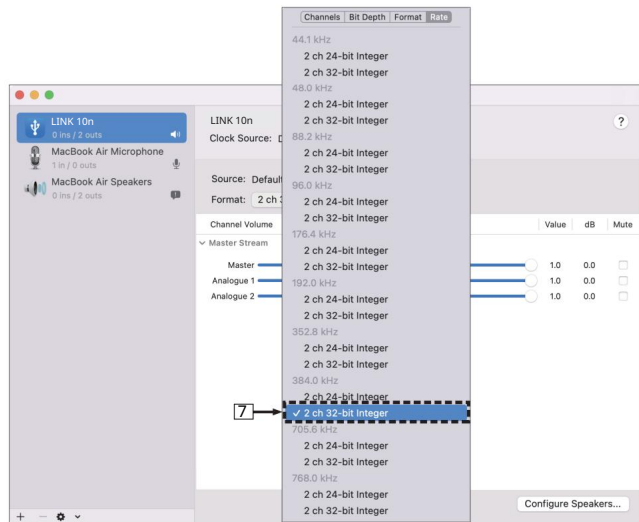 Channels Bit Depth Format Rate
44.1 kHz
2 ch 24-bit Integer
2 ch 32-bit Integer
48.0 kHz
2 ch 24-bit Integer
2 ch 32-bit Integer
88.2 kHz
2 ch 24-bit Integer
2 ch 32-bit Integer
96.0 kHz
2 ch 24-bit Integer
2 ch 32-bit Integer
176.4 kHz
2 ch 24-bit Integer
2 ch 32-bit Integer
192.0 kHz
2 ch 24-bit Integer
2 ch 32-bit Integer
352.8 kHz
2 ch 24-bit Integer
2 ch 32-bit Integer
384.0 kHz
2 ch 24-bit Integer
7
✓ 2 ch 32-bit Integer
705.6 kHz
2 ch 24-bit Integer
2 ch 32-bit Integer
768.0 kHz
2 ch 24-bit Integer
2 ch 32-bit Integer
LINK 10n
0 ins / 2 outs
MacBook Air Microphone
1 in / 0 outs
MacBook Air Speakers
0 ins / 2 outs
LINK 10n
?
Clock Source:
Source: Default
Format: 2 ch
Channel Volume Value dB Mute
Master Stream
Master 1.0 0.0
Analogue 1 1.0 0.0
Analogue 2 1.0 0.0
Configure Speakers...